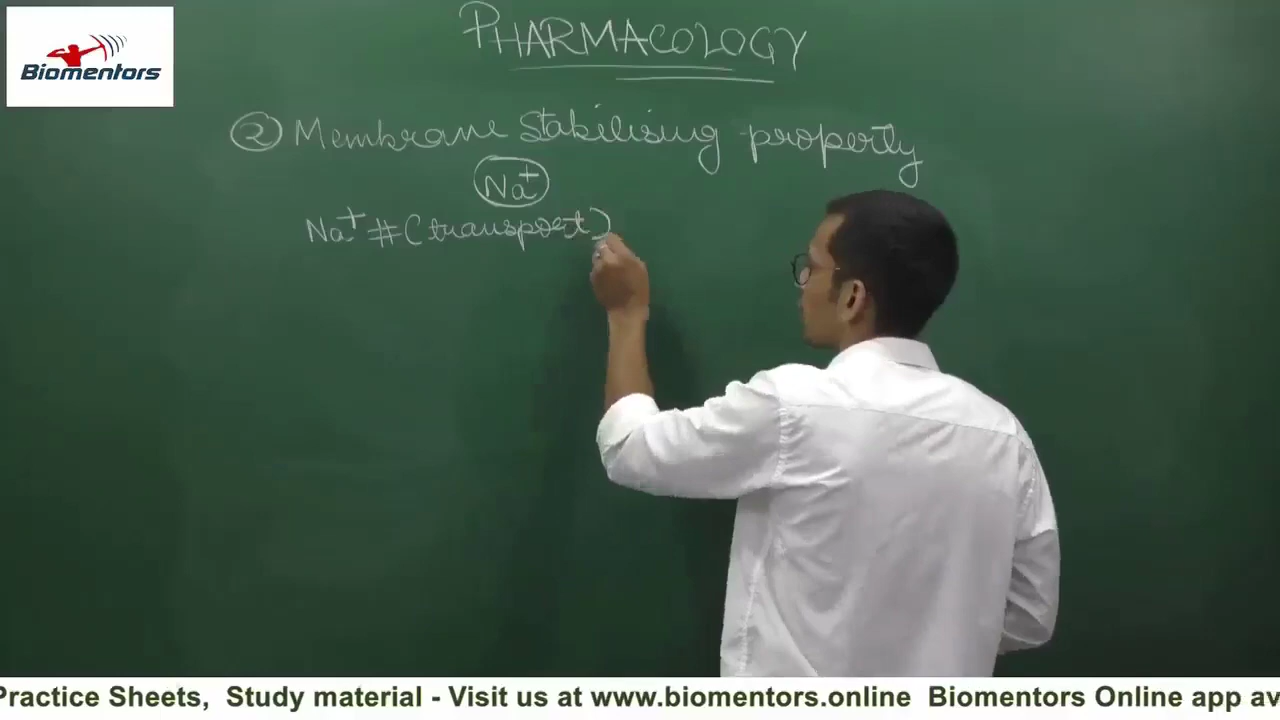 PHARMACOLOGY
Biomentors
② Membrane Stabilising property
Na+
Na+ # (transport)
Practice Sheets, Study material - Visit us at www.biomentors.online Biomentors Online app av